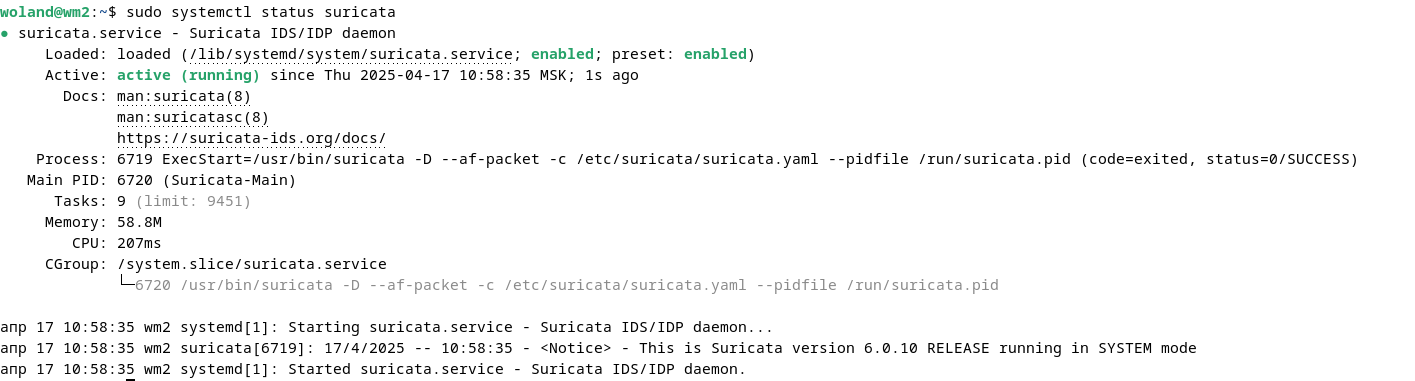 woland@wm2:~$ sudo systemctl status suricata
● suricata.service - Suricata IDS/IDP daemon
Loaded: loaded (/lib/systemd/system/suricata.service; enabled; preset: enabled)
Active: active (running) since Thu 2025-04-17 10:58:35 MSK; 1s ago
Docs: man:suricata(8)
man:suricatasc(8)
https://suricata-ids.org/docs/
Process: 6719 ExecStart=/usr/bin/suricata -D --af-packet -c /etc/suricata/suricata.yaml --pidfile /run/suricata.pid (code=exited, status=0/SUCCESS)
Main PID: 6720 (Suricata-Main)
Tasks: 9 (limit: 9451)
Memory: 58.8M
CPU: 207ms
CGroup: /system.slice/suricata.service
└─6720 /usr/bin/suricata -D --af-packet -c /etc/suricata/suricata.yaml --pidfile /run/suricata.pid
апр 17 10:58:35 wm2 systemd[1]: Starting suricata.service - Suricata IDS/IDP daemon...
апр 17 10:58:35 wm2 suricata[6719]: 17/4/2025 -- 10:58:35 - <Notice> - This is Suricata version 6.0.10 RELEASE running in SYSTEM mode
апр 17 10:58:35 wm2 systemd[1]: Started suricata.service - Suricata IDS/IDP daemon.